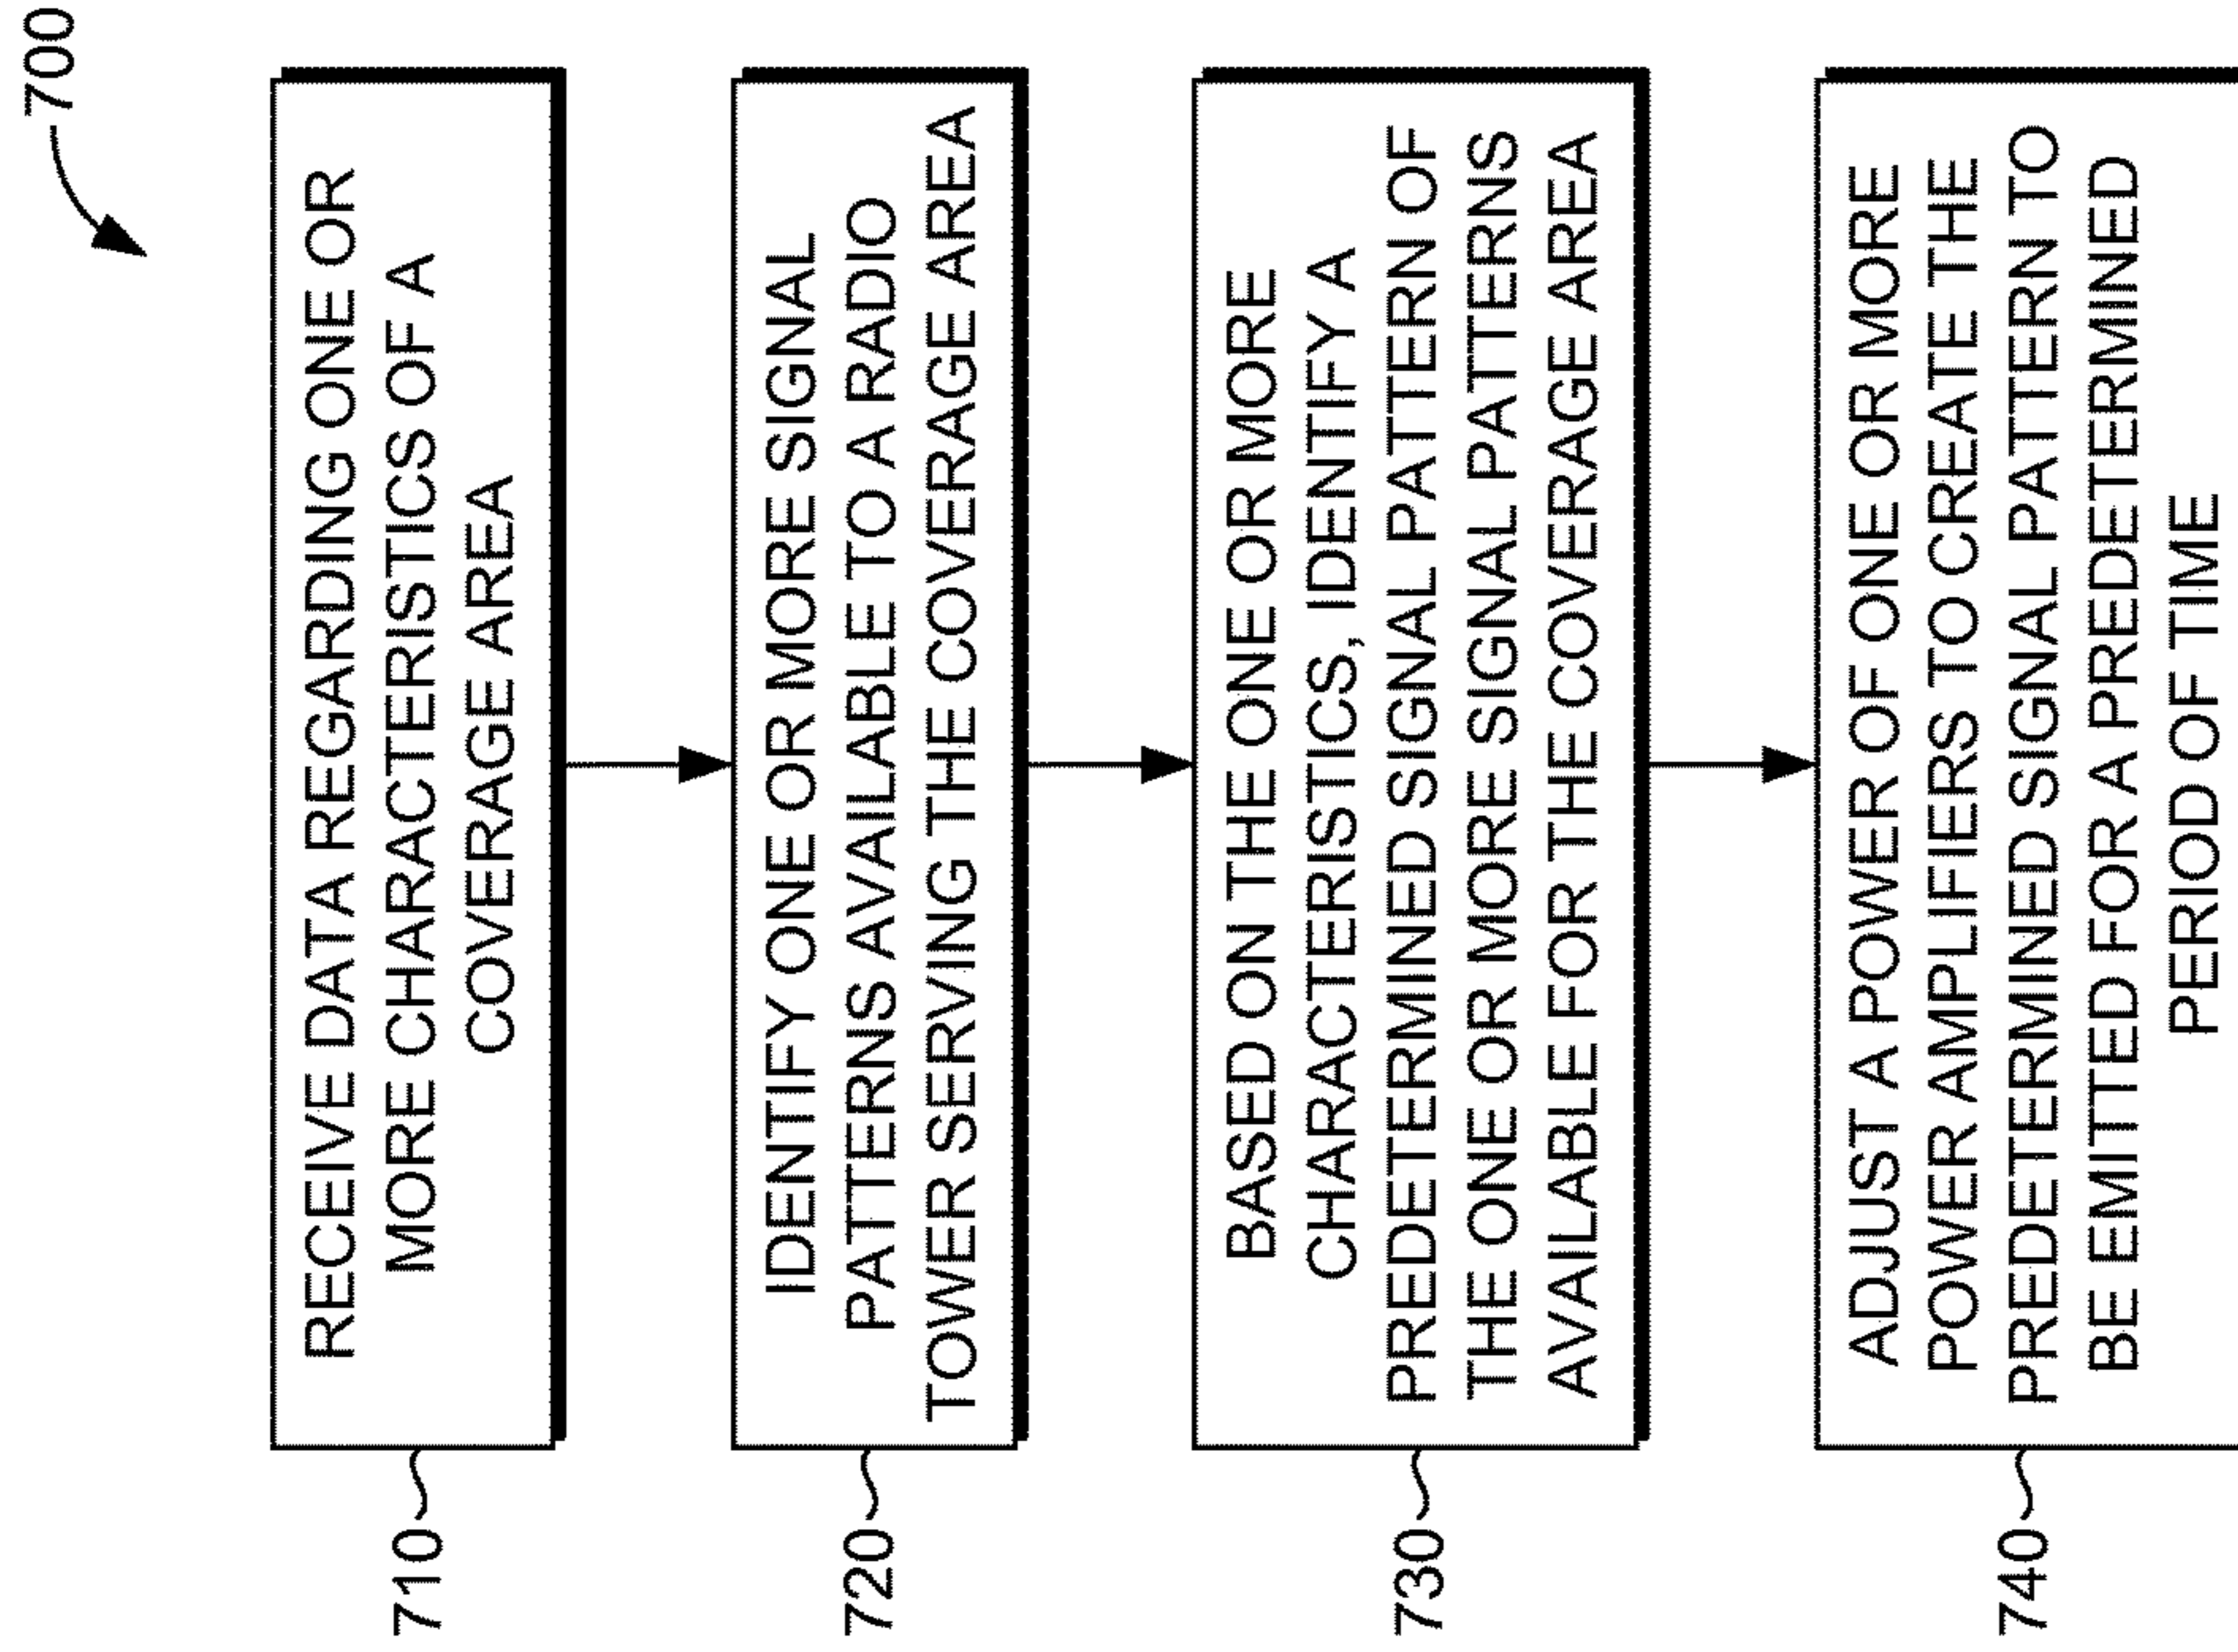 700
RECEIVE DATA REGARDING ONE OR
MORE CHARACTERISTICS OF A
COVERAGE AREA
710
IDENTIFY ONE OR MORE SIGNAL
PATTERNS AVAILABLE TO A RADIO
TOWER SERVING THE COVERAGE AREA
720
BASED ON THE ONE OR MORE
CHARACTERISTICS, IDENTIFY A
PREDETERMINED SIGNAL PATTERN OF
THE ONE OR MORE SIGNAL PATTERNS
AVAILABLE FOR THE COVERAGE AREA
730
ADJUST A POWER OF ONE OR MORE
POWER AMPLIFIERS TO CREATE THE
PREDETERMINED SIGNAL PATTERN TO
BE EMITTED FOR A PREDETERMINED
PERIOD OF TIME
740